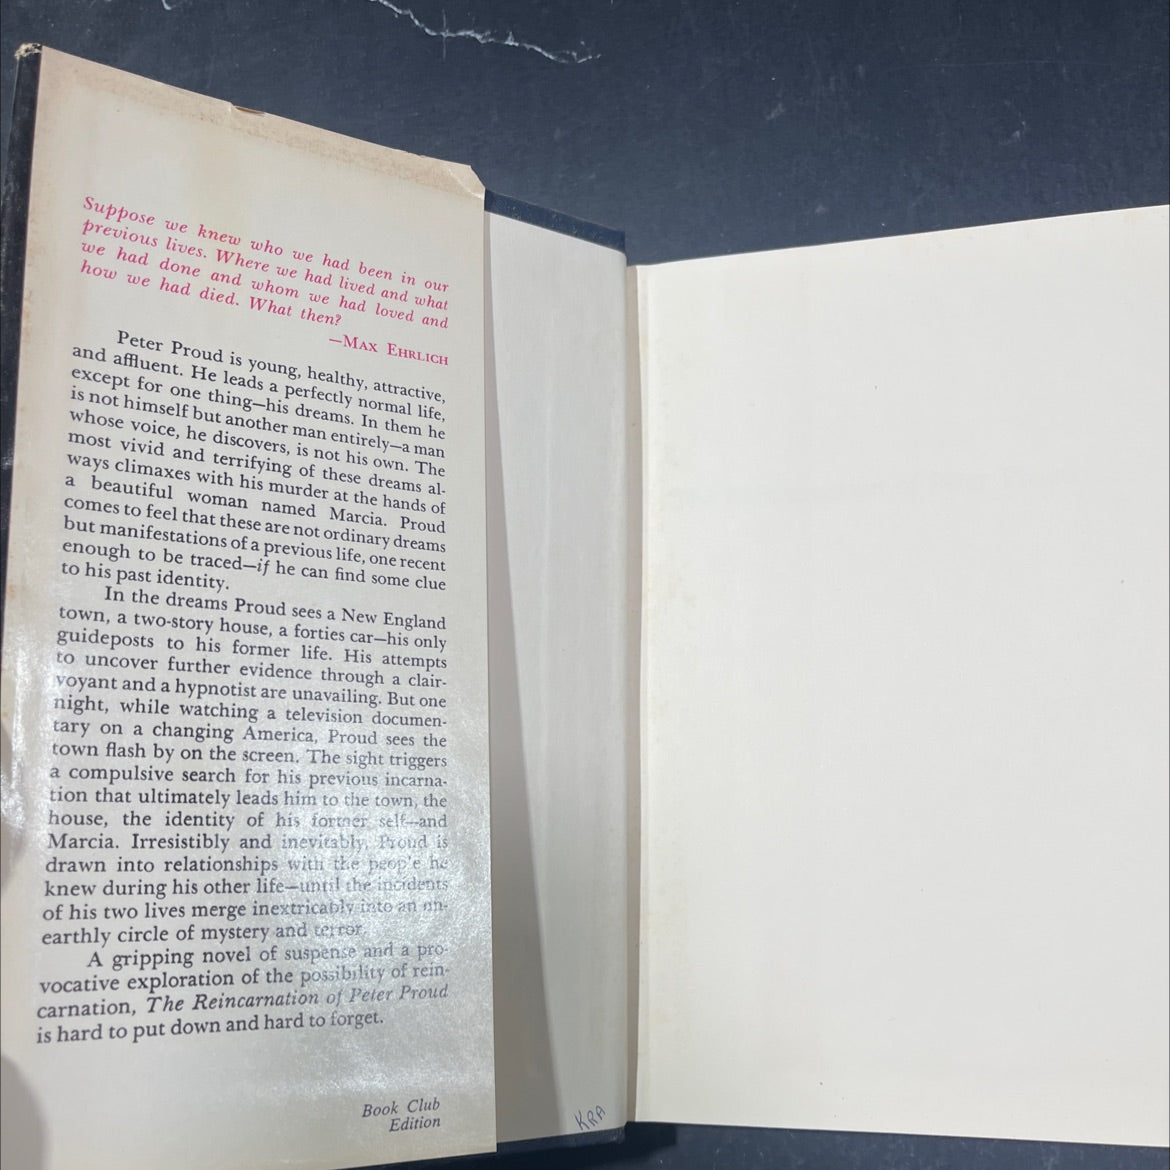 Suppose we knew who we had been in our
previous lives. Where we had lived and what
we had done and whom we had loved and
how we had died. What then?
—MAX EHRLICH
Peter Proud is young, healthy, attractive,
and affluent. He leads a perfectly normal life,
except for one thing—his dreams. In them he
is not himself but another man entirely—a man
whose voice, he discovers, is not his own. The
most vivid and terrifying of these dreams al-
ways climaxes with his murder at the hands of
a beautiful woman named Marcia. Proud
comes to feel that these are not ordinary dreams
but manifestations of a previous life, one recent
enough to be traced—if he can find some clue
to his past identity.
In the dreams Proud sees a New England
town, a two-story house, a forties car—his only
guideposts to his former life. His attempts
to uncover further evidence through a clair-
voyant and a hypnotist are unavailing. But one
night, while watching a television documen-
tary on a changing America, Proud sees the
town flash by on the screen. The sight triggers
a compulsive search for his previous incarna-
tion that ultimately leads him to the town, the
house, the identity of his former self—and
Marcia. Irresistibly and inevitably, Proud is
drawn into relationships with the people he
knew during his other life—until the incidents
of his two lives merge inextricably into an un-
earthly circle of mystery and terror.
A gripping novel of suspense and a pro-
vocative exploration of the possibility of rein-
carnation, The Reincarnation of Peter Proud
is hard to put down and hard to forget.
Book Club
Edition
KRA